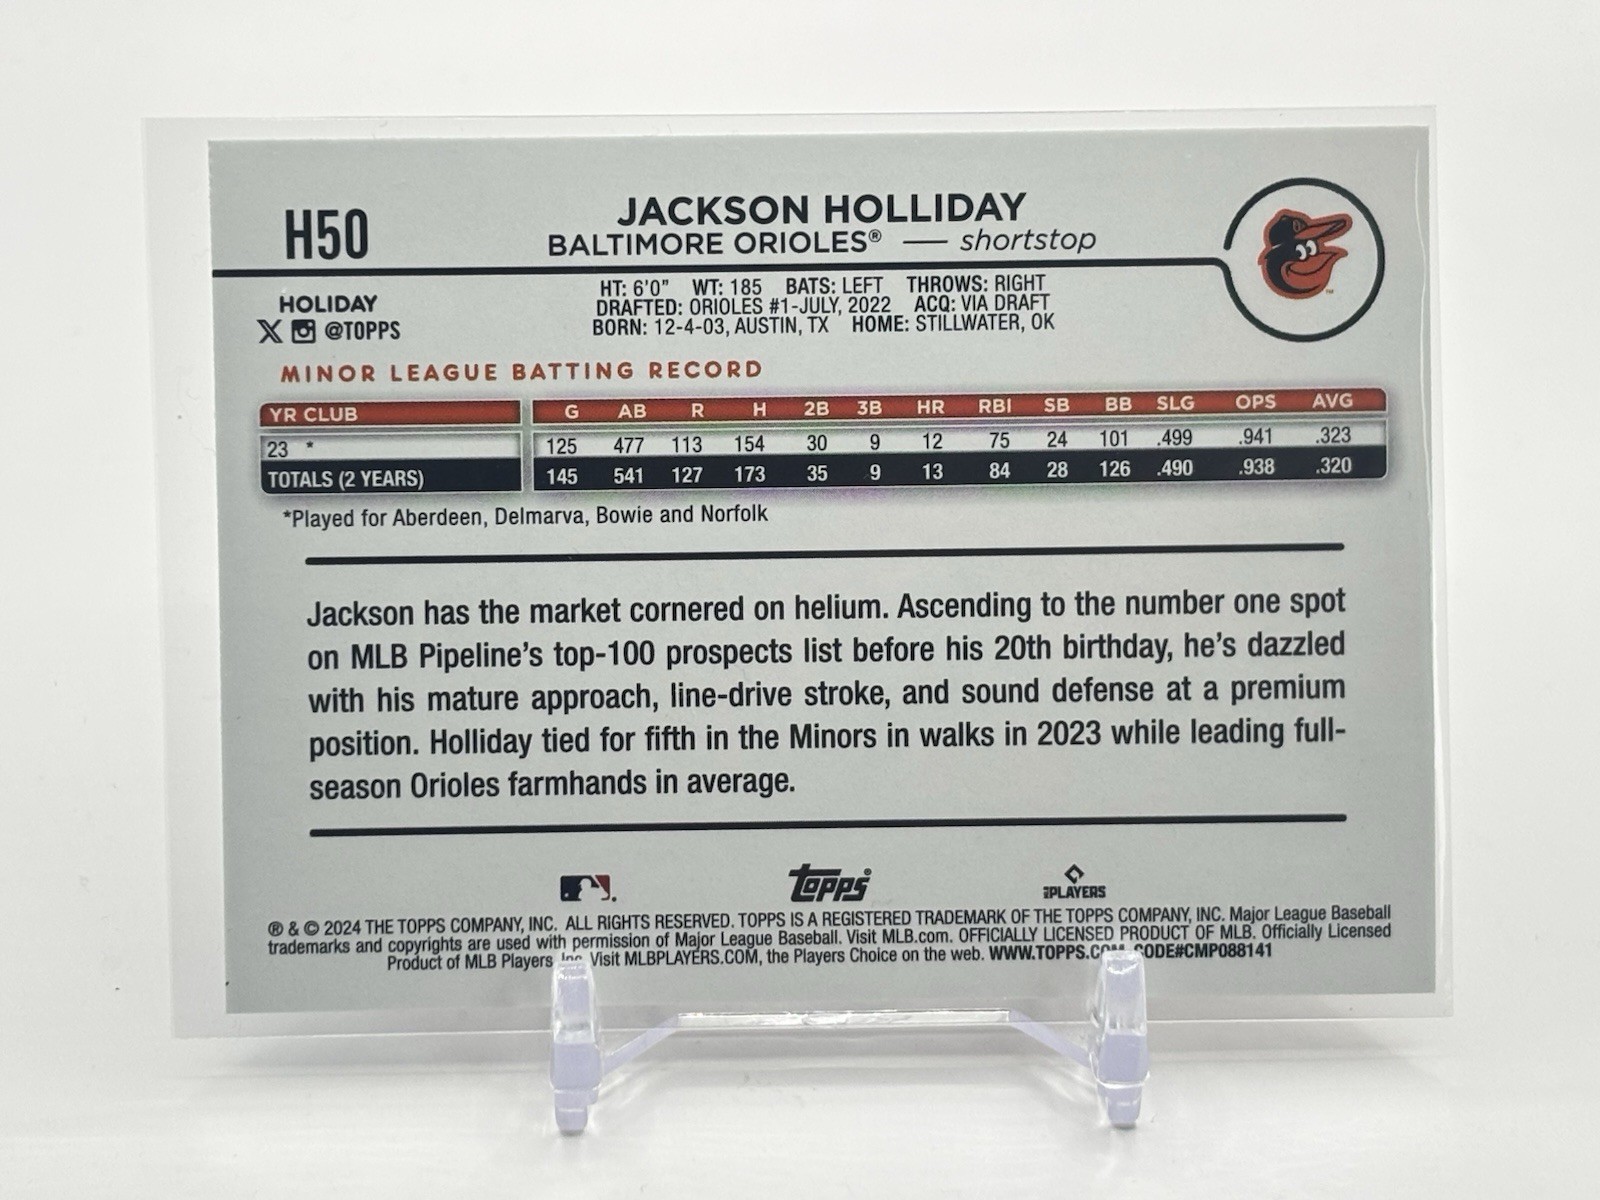 H50
JACKSON HOLLIDAY
BALTIMORE ORIOLES® — shortstop
HOLIDAY
X @TOPPS
HT: 6'0" WT: 185 BATS: LEFT THROWS: RIGHT
DRAFTED: ORIOLES #1-JULY, 2022 ACQ: VIA DRAFT
BORN: 12-4-03, AUSTIN, TX HOME: STILLWATER, OK
MINOR LEAGUE BATTING RECORD
YR CLUB G AB R H 2B 3B HR RBI SB BB SLG OPS AVG
23 * 125 477 113 154 30 9 12 75 24 101 .499 .941 .323
TOTALS (2 YEARS) 145 541 127 173 35 9 13 84 28 126 .490 .938 .320
*Played for Aberdeen, Delmarva, Bowie and Norfolk
Jackson has the market cornered on helium. Ascending to the number one spot
on MLB Pipeline's top-100 prospects list before his 20th birthday, he's dazzled
with his mature approach, line-drive stroke, and sound defense at a premium
position. Holliday tied for fifth in the Minors in walks in 2023 while leading full-
season Orioles farmhands in average.
Topps PLAYERS
® & © 2024 THE TOPPS COMPANY, INC. ALL RIGHTS RESERVED. TOPPS IS A REGISTERED TRADEMARK OF THE TOPPS COMPANY, INC. Major League Baseball
trademarks and copyrights are used with permission of Major League Baseball. Visit MLB.com. OFFICIALLY LICENSED PRODUCT OF MLB. Officially Licensed
Product of MLB Players, Inc. Visit MLBPLAYERS.COM, the Players Choice on the web. WWW.TOPPS.COM CODE#CMP088141